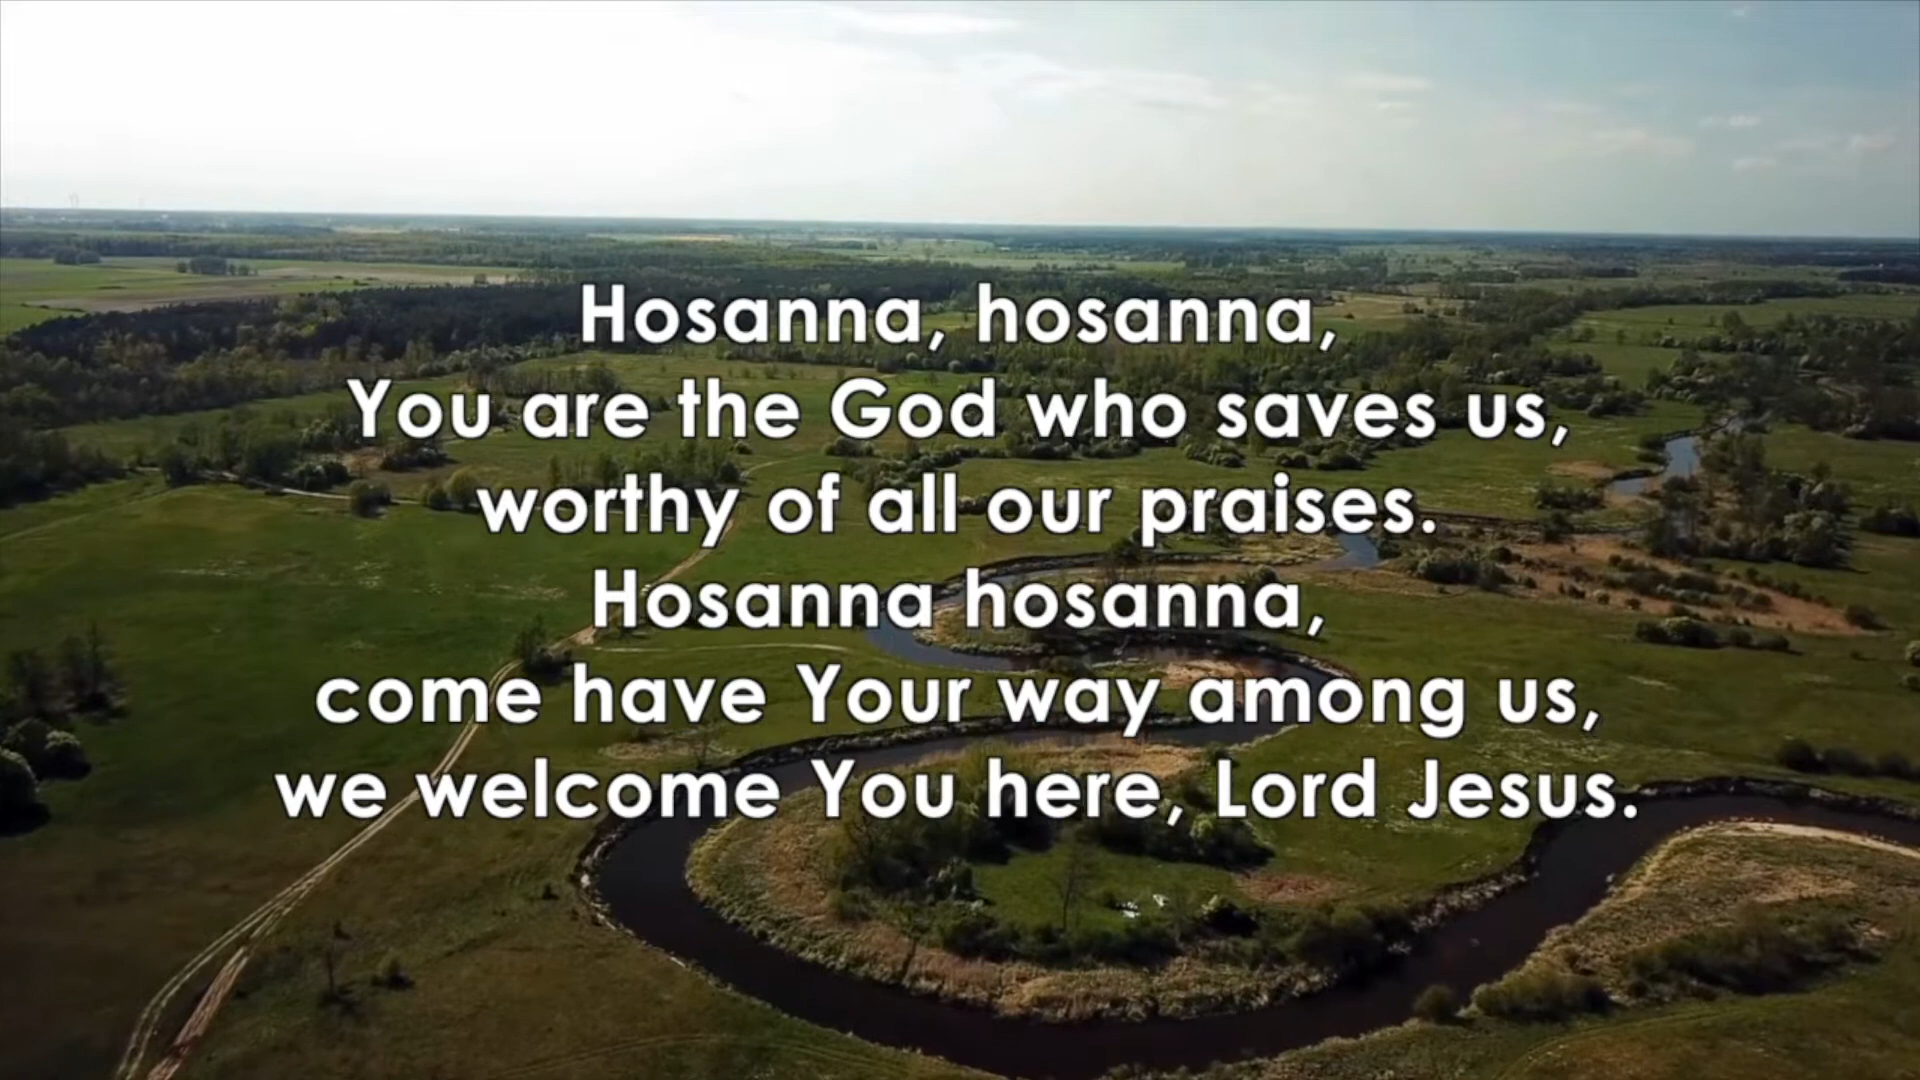 Hosanna, hosanna,
You are the God who saves us,
worthy of all our praises.
Hosanna hosanna,
come have Your way among us,
we welcome You here, Lord Jesus.